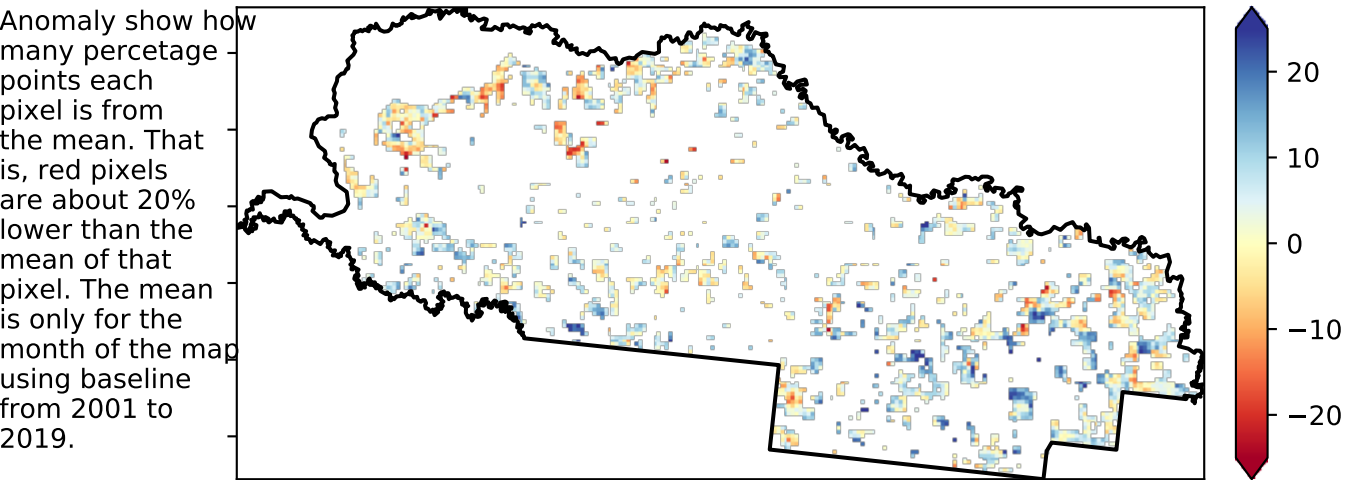 Anomaly show how
many percetage
points each
pixel is from
the mean. That
is, red pixels
are about 20%
lower than the
mean of that
pixel. The mean
is only for the
month of the map
using baseline
from 2001 to
2019.
20
10
0
−10
−20